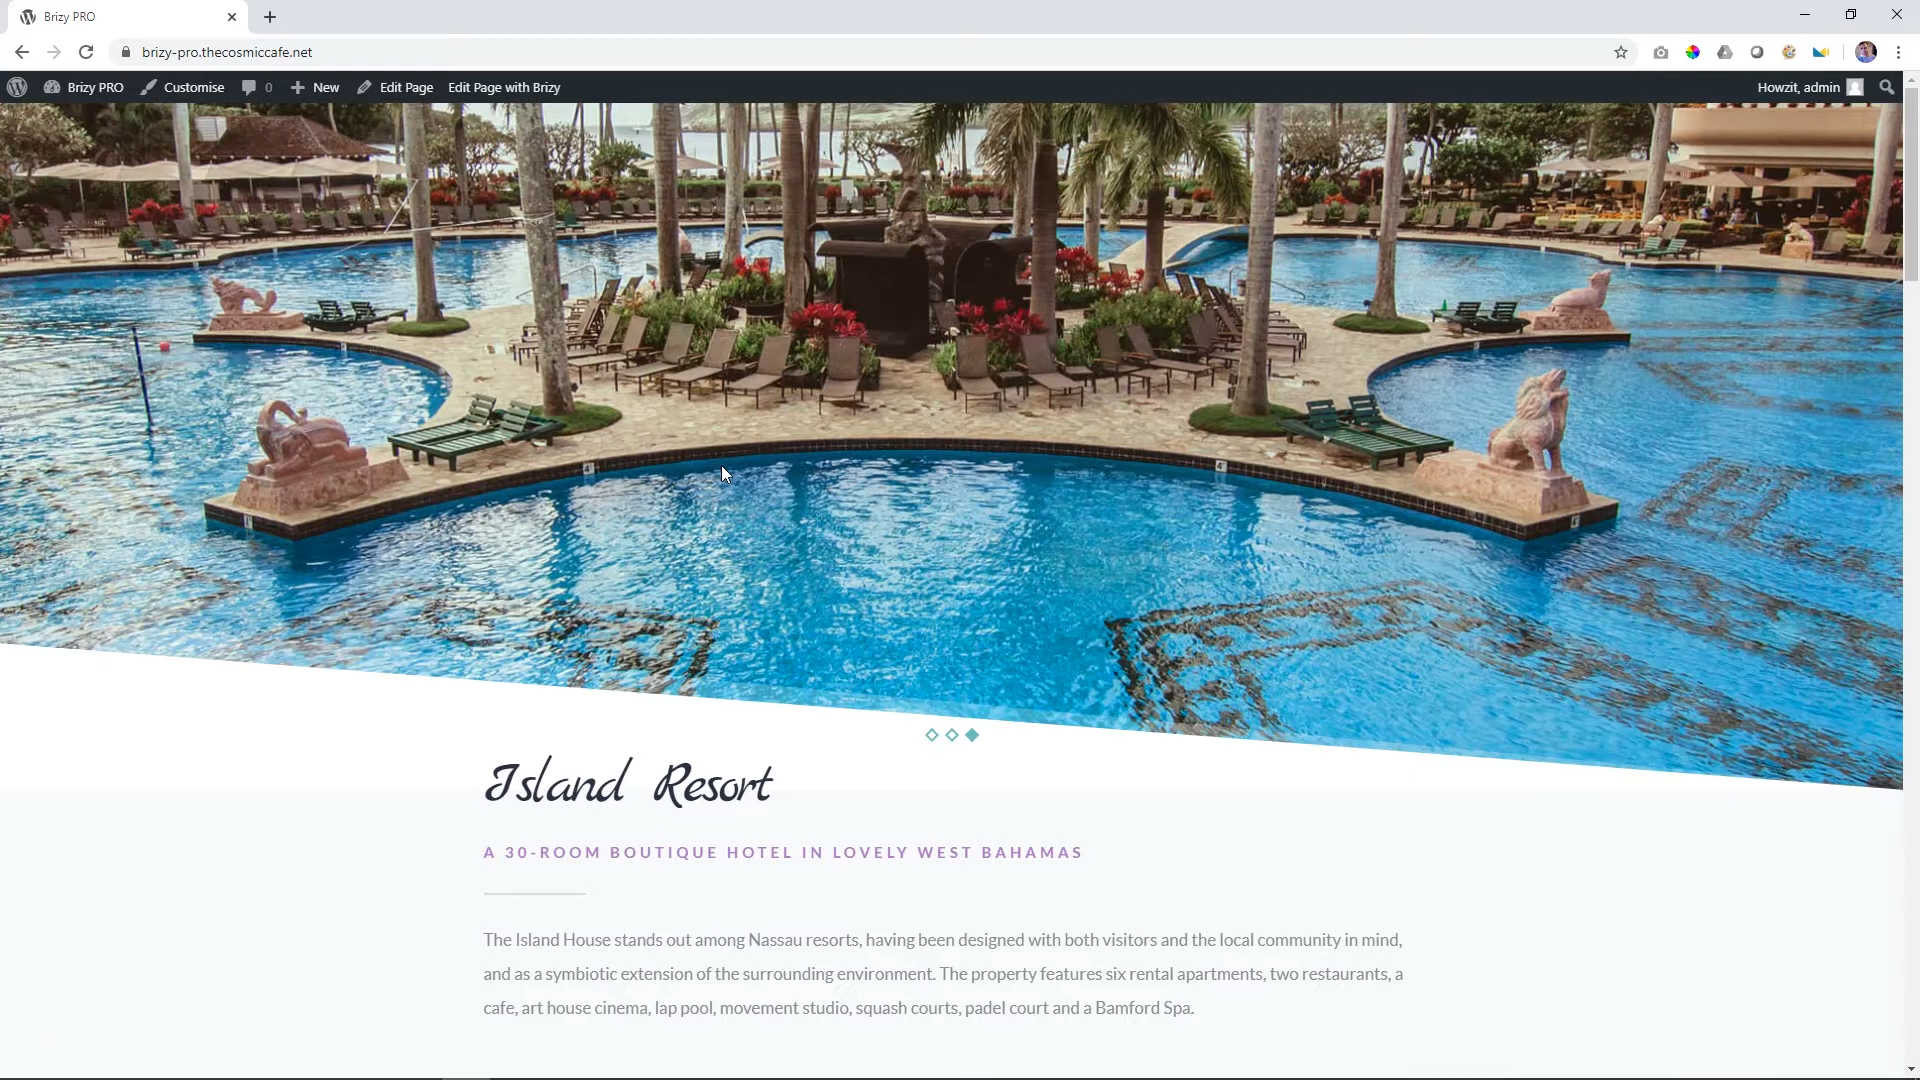 Brizy PRO
brizy-pro.thecosmiccafe.net
Brizy PRO Customise 0 New Edit Page Edit Page with Brizy Howzit, admin
Island Resort
A 30-ROOM BOUTIQUE HOTEL IN LOVELY WEST BAHAMAS
The Island House stands out among Nassau resorts, having been designed with both visitors and the local community in mind,
and as a symbiotic extension of the surrounding environment. The property features six rental apartments, two restaurants, a
cafe, art house cinema, lap pool, movement studio, squash courts, padel court and a Bamford Spa.